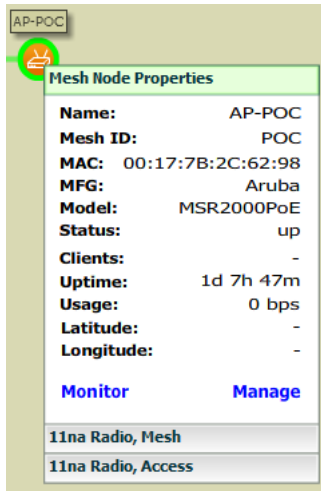 AP-POC
Mesh Node Properties
Name: AP-POC
Mesh ID: POC
MAC: 00:17:7B:2C:62:98
MFG: Aruba
Model: MSR2000PoE
Status: up
Clients: -
Uptime: 1d 7h 47m
Usage: 0 bps
Latitude: -
Longitude: -
Monitor Manage
11na Radio, Mesh
11na Radio, Access